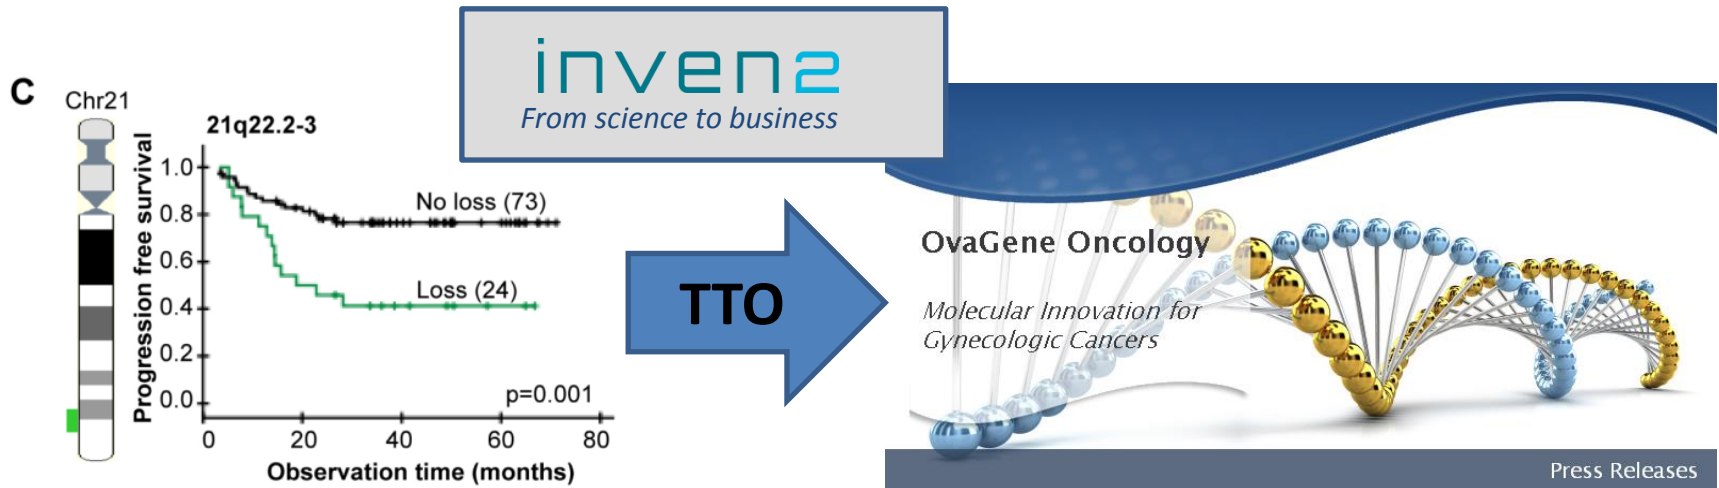 C
Chr21
21q22.2-3
Progression free survival
1.0
0.8
0.6
0.4
0.2
0.0
No loss (73)
Loss (24)
p=0.001
0 20 40 60 80
Observation time (months)
inven2
From science to business
TTO
OvaGene Oncology
Molecular Innovation for
Gynecologic Cancers
Press Releases